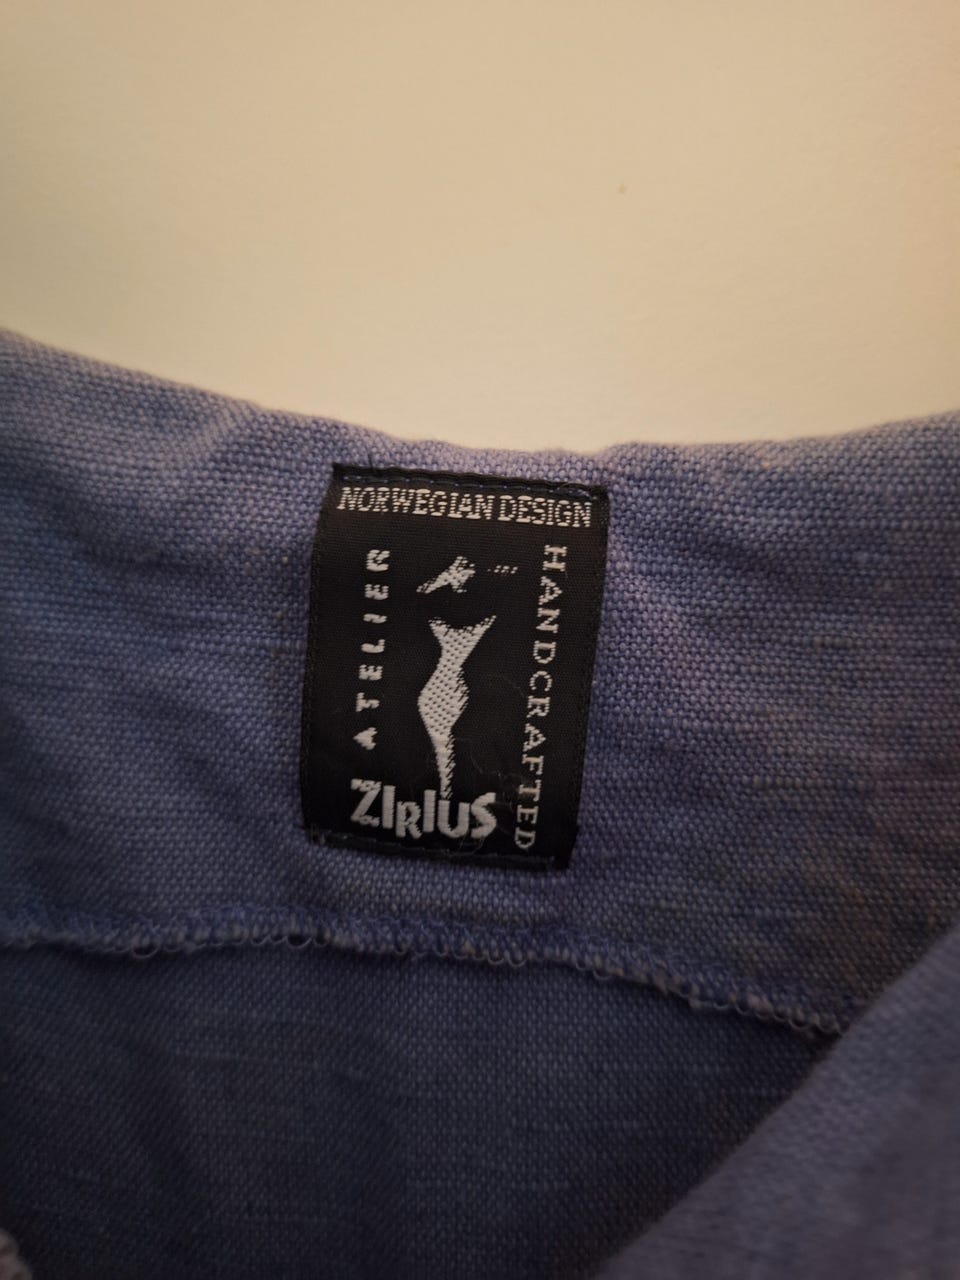 NORWEGIAN DESIGN
ATELIER
ZIRIUS
HANDCRAFTED